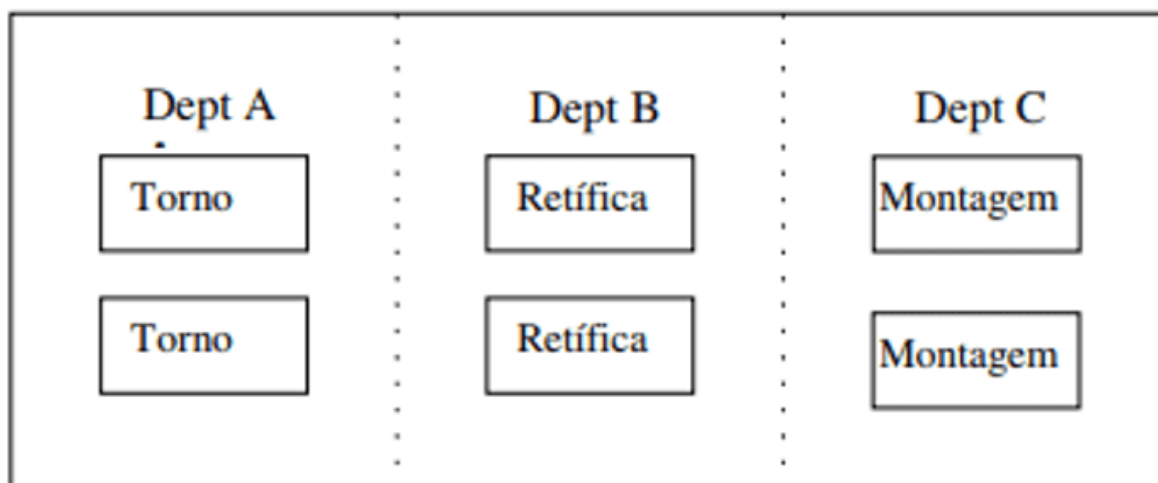 Dept A
Dept B
Dept C
Torno
Retífica
Montagem
Torno
Retífica
Montagem